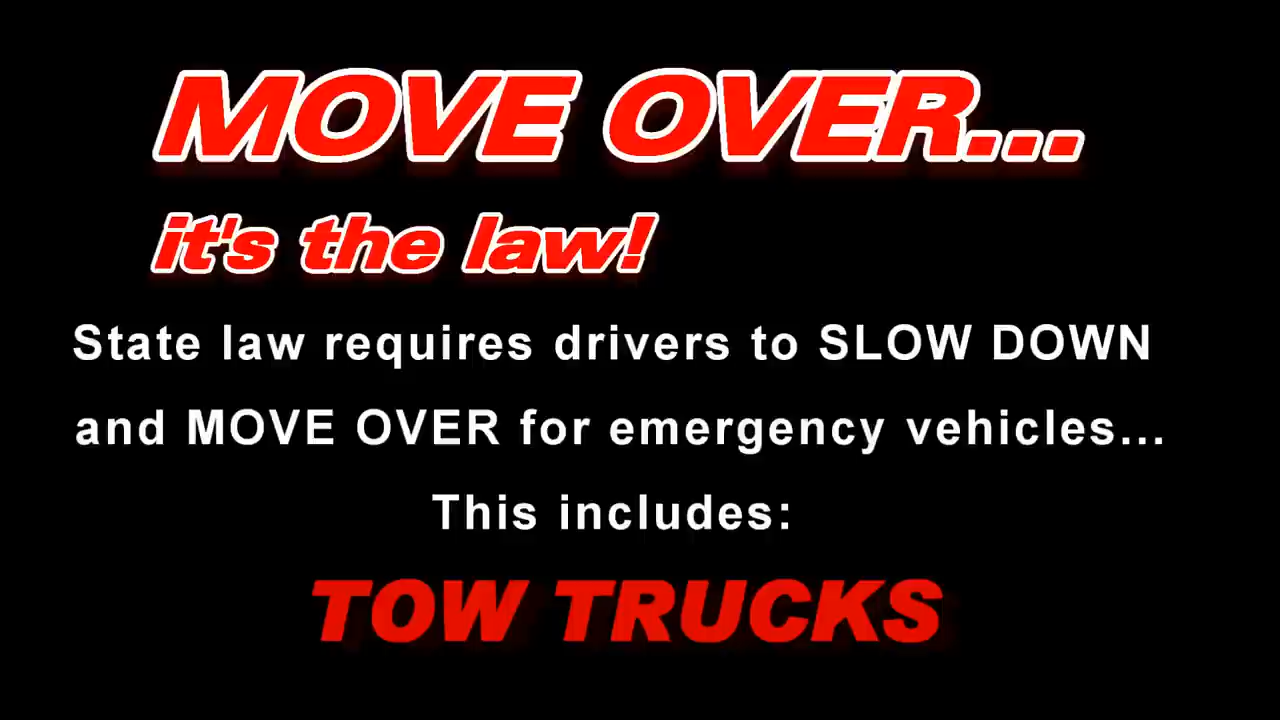 MOVE OVER...
it's the law!
State law requires drivers to SLOW DOWN
and MOVE OVER for emergency vehicles...
This includes:
TOW TRUCKS